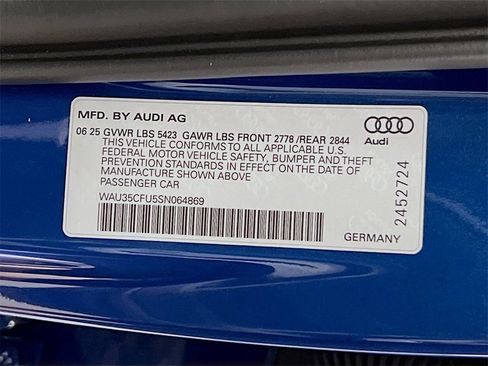 MFD. BY AUDI AG
06 25 GVWR LBS 5423 GAWR LBS FRONT 2778 /REAR 2844
THIS VEHICLE CONFORMS TO ALL APPLICABLE U.S.
FEDERAL MOTOR VEHICLE SAFETY, BUMPER AND THEFT
PREVENTION STANDARDS IN EFFECT ON THE DATE OF
MANUFACTURE SHOWN ABOVE
PASSENGER CAR
WAU35CFU5SN064869
Audi
2452724
GERMANY